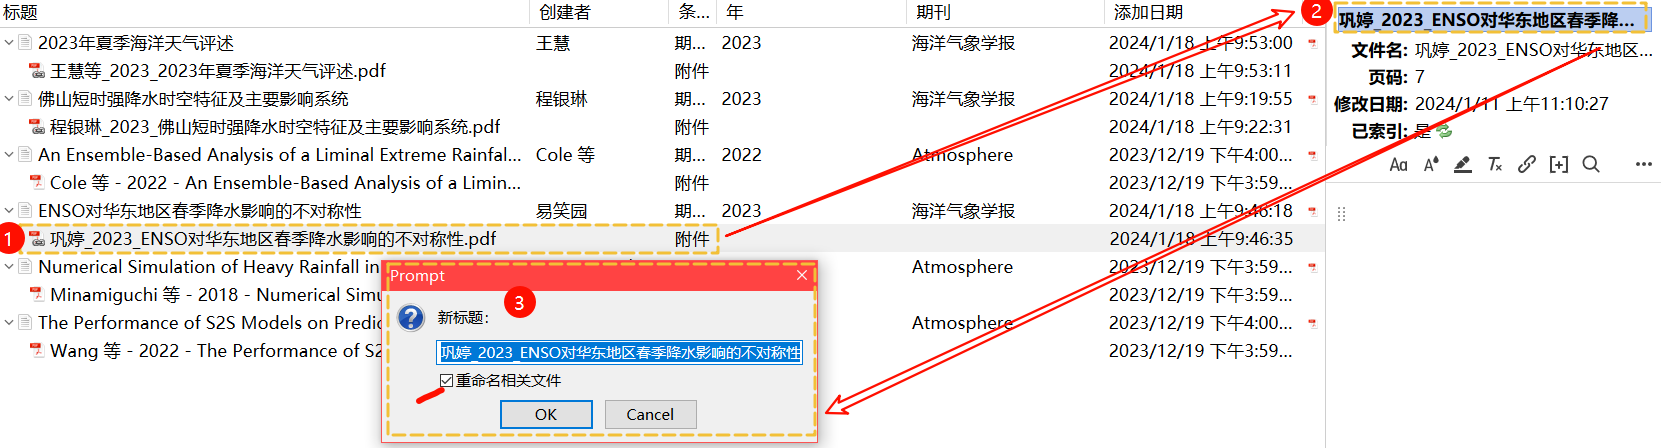 标题 创建者 条... 年 期刊 添加日期
2023年夏季海洋天气评述 王慧 期... 2023 海洋气象学报 2024/1/18 上午9:53:00
王慧等_2023_2023年夏季海洋天气评述.pdf 附件 2024/1/18 上午9:53:11
佛山短时强降水时空特征及主要影响系统 程银琳 期... 2023 海洋气象学报 2024/1/18 上午9:19:55
程银琳_2023_佛山短时强降水时空特征及主要影响系统.pdf 附件 2024/1/18 上午9:22:31
An Ensemble-Based Analysis of a Liminal Extreme Rainfal... Cole 等 期... 2022 Atmosphere 2023/12/19 下午4:00...
Cole 等 - 2022 - An Ensemble-Based Analysis of a Limin... 附件 2023/12/19 下午3:59...
ENSO对华东地区春季降水影响的不对称性 易笑园 期... 2023 海洋气象学报 2024/1/18 上午9:46:18
1 巩婷_2023_ENSO对华东地区春季降水影响的不对称性.pdf 附件 2024/1/18 上午9:46:35
Numerical Simulation of Heavy Rainfall in Atmosphere 2023/12/19 下午3:59...
Minamiguchi 等 - 2018 - Numerical Simu 2023/12/19 下午3:59...
The Performance of S2S Models on Predic Atmosphere 2023/12/19 下午4:00...
Wang 等 - 2022 - The Performance of S2 2023/12/19 下午3:59...
Prompt
3
新标题:
巩婷_2023_ENSO对华东地区春季降水影响的不对称性
重命名相关文件
OK Cancel
2
巩婷_2023_ENSO对华东地区春季降...
文件名: 巩婷_2023_ENSO对华东地区...
页码: 7
修改日期: 2024/1/11 上午11:10:27
已索引: 是
Aa A T